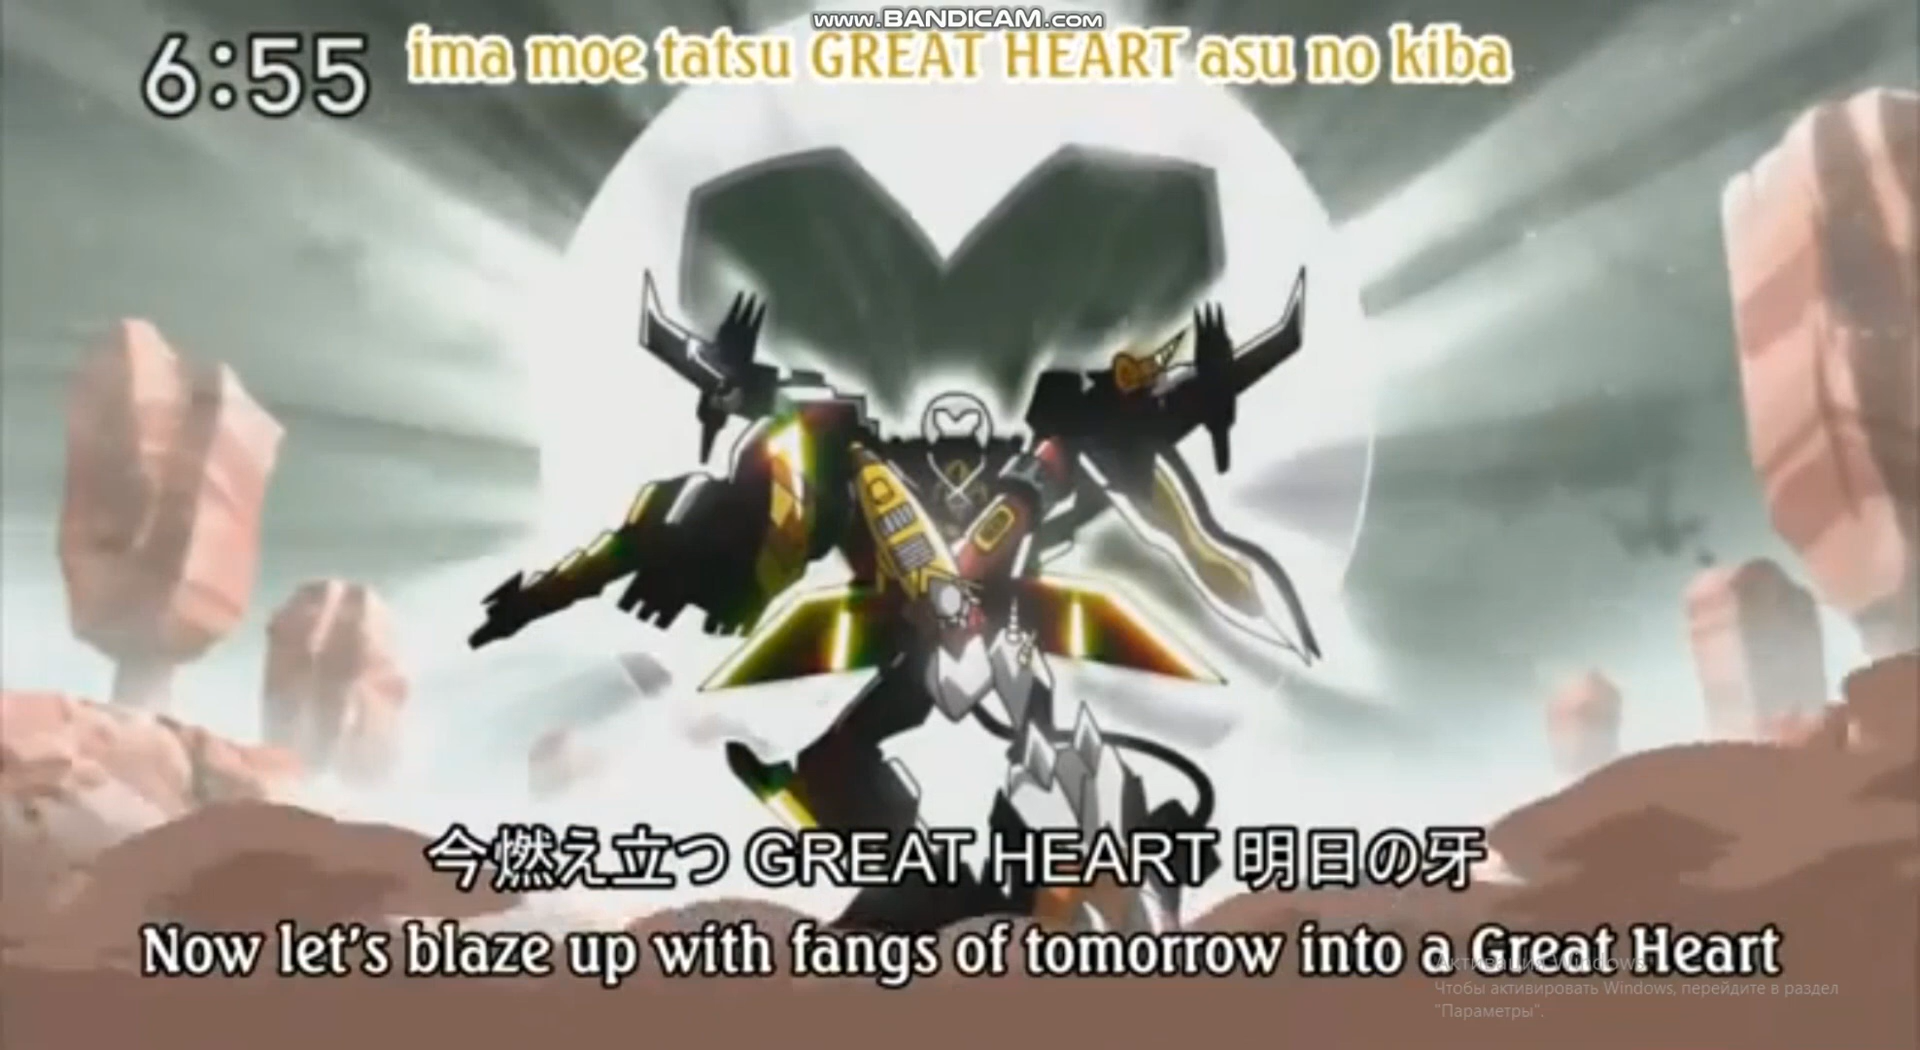 www.BANDICAM.com
6:55
ima moe tatsu GREAT HEART asu no kiba
今燃え立つ GREAT HEART 明日の牙
Now let's blaze up with fangs of tomorrow into a Great Heart
Активация Windows
Чтобы активировать Windows, перейдите в раздел
"Параметры".